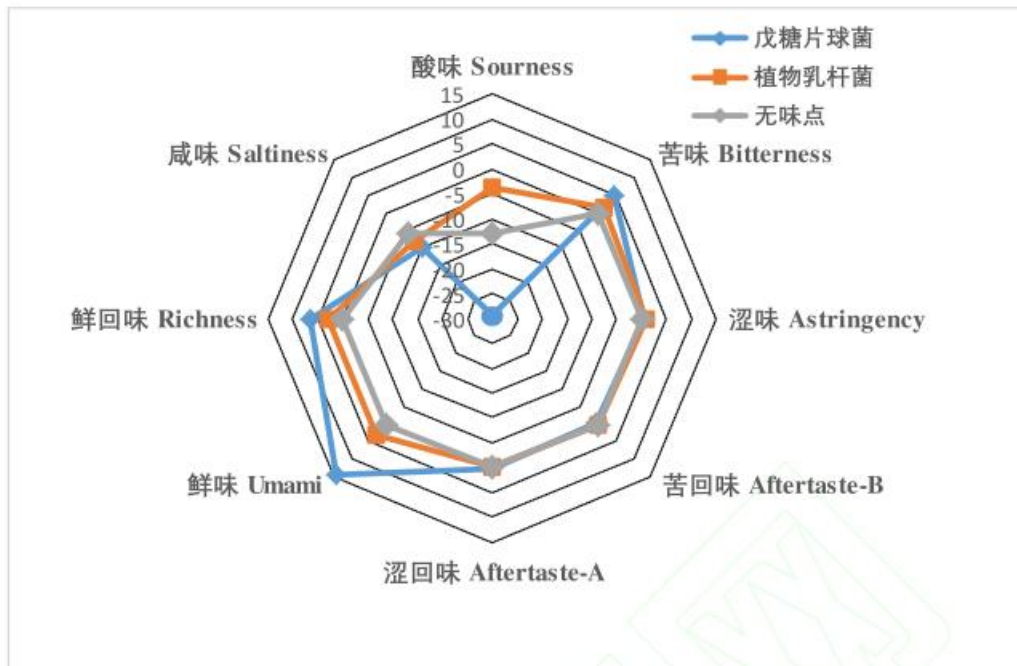 戊糖片球菌
植物乳杆菌
无味点
酸味 Sourness
15
10
5
0
-5
-10
-15
-20
-25
-30
咸味 Saltiness
苦味 Bitterness
鲜回味 Richness
涩味 Astringency
鲜味 Umami
苦回味 Aftertaste-B
涩回味 Aftertaste-A